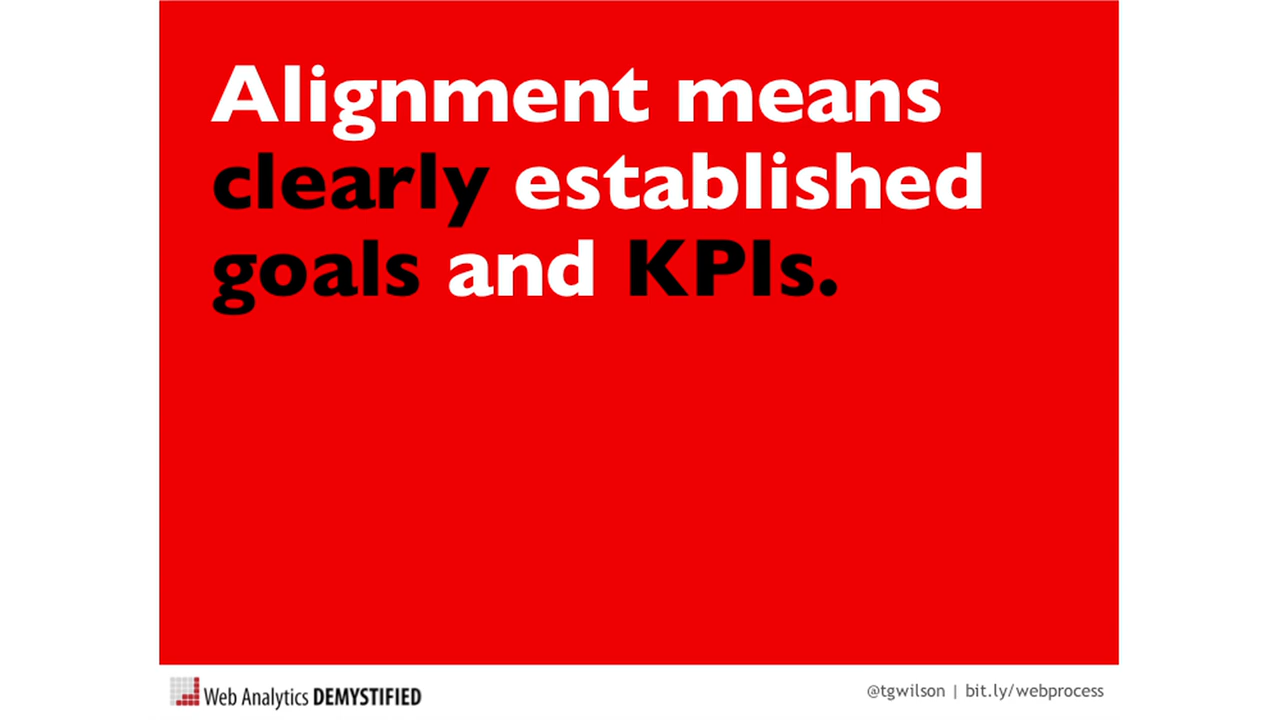 Alignment means
clearly established
goals and KPIs.
Web Analytics DEMYSTIFIED
@tgwilson | bit.ly/webprocess